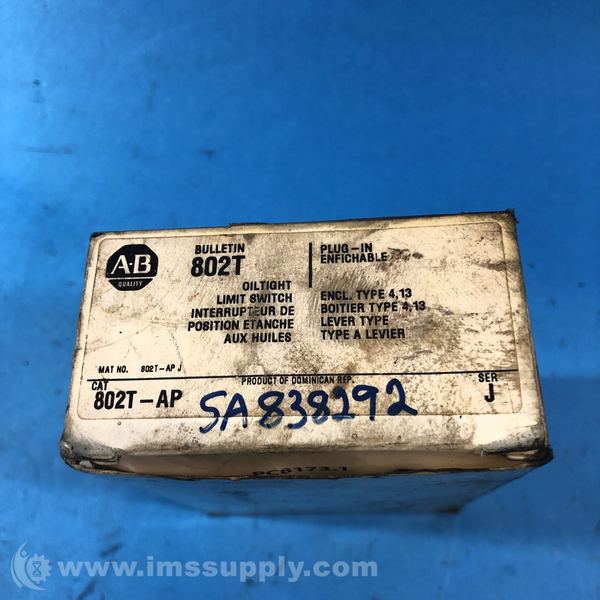 A-B
QUALITY
BULLETIN
802T
PLUG-IN
ENFICHABLE
OILTIGHT
LIMIT SWITCH
INTERRUPTEUR DE
POSITION ETANCHE
AUX HUILES
ENCL. TYPE 4,13
BOITIER TYPE 4,13
LEVER TYPE
TYPE A LEVIER
MAT NO. 802T-AP J
CAT
802T-AP
PRODUCT OF DOMINICAN REP.
SER
J
SA838292
PC8173-1
© www.imssupply.com